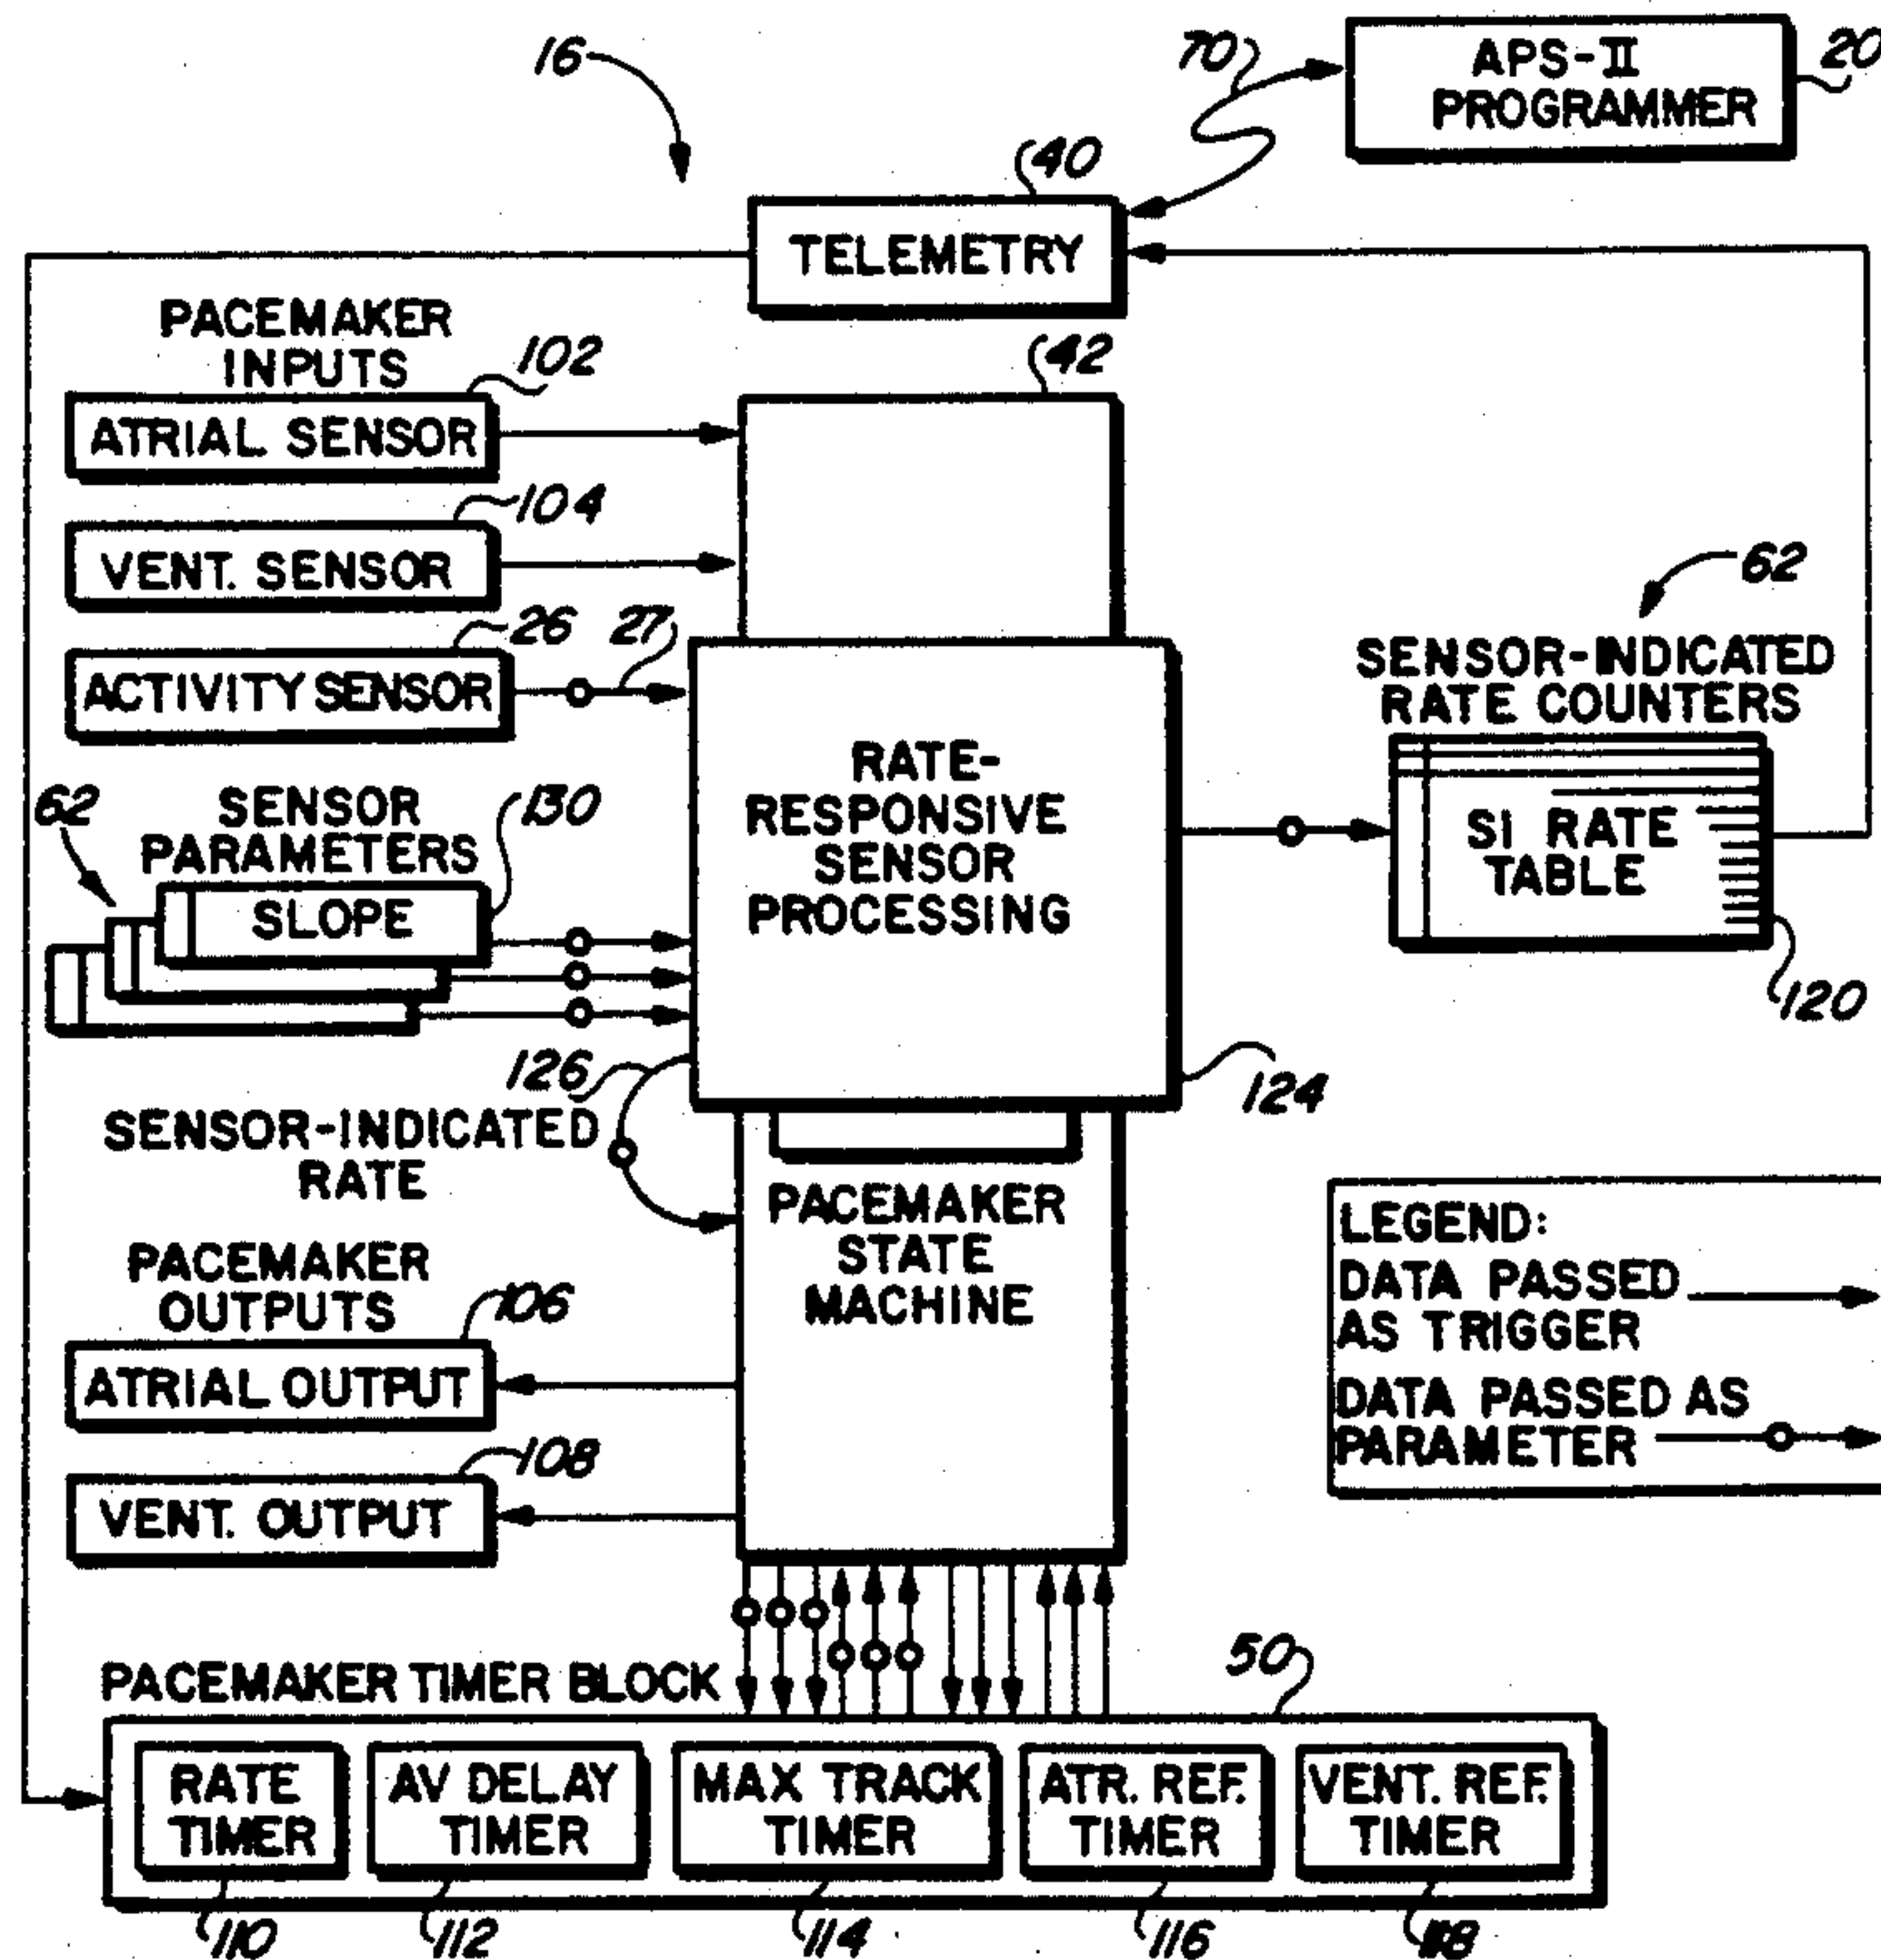 16
70
APS-II
PROGRAMMER
20
40
TELEMETRY
PACEMAKER
INPUTS
102
ATRIAL SENSOR
42
104
VENT. SENSOR
26
27
ACTIVITY SENSOR
62
SENSOR-INDICATED
RATE COUNTERS
SI RATE
TABLE
120
62
SENSOR
PARAMETERS
130
SLOPE
RATE-
RESPONSIVE
SENSOR
PROCESSING
124
126
SENSOR-INDICATED
RATE
PACEMAKER
STATE
MACHINE
LEGEND:
DATA PASSED
AS TRIGGER
DATA PASSED AS
PARAMETER
PACEMAKER
OUTPUTS
106
ATRIAL OUTPUT
108
VENT. OUTPUT
PACEMAKER TIMER BLOCK
50
RATE
TIMER
AV DELAY
TIMER
MAX TRACK
TIMER
ATR. REF.
TIMER
VENT. REF.
TIMER
110
112
114
116
118